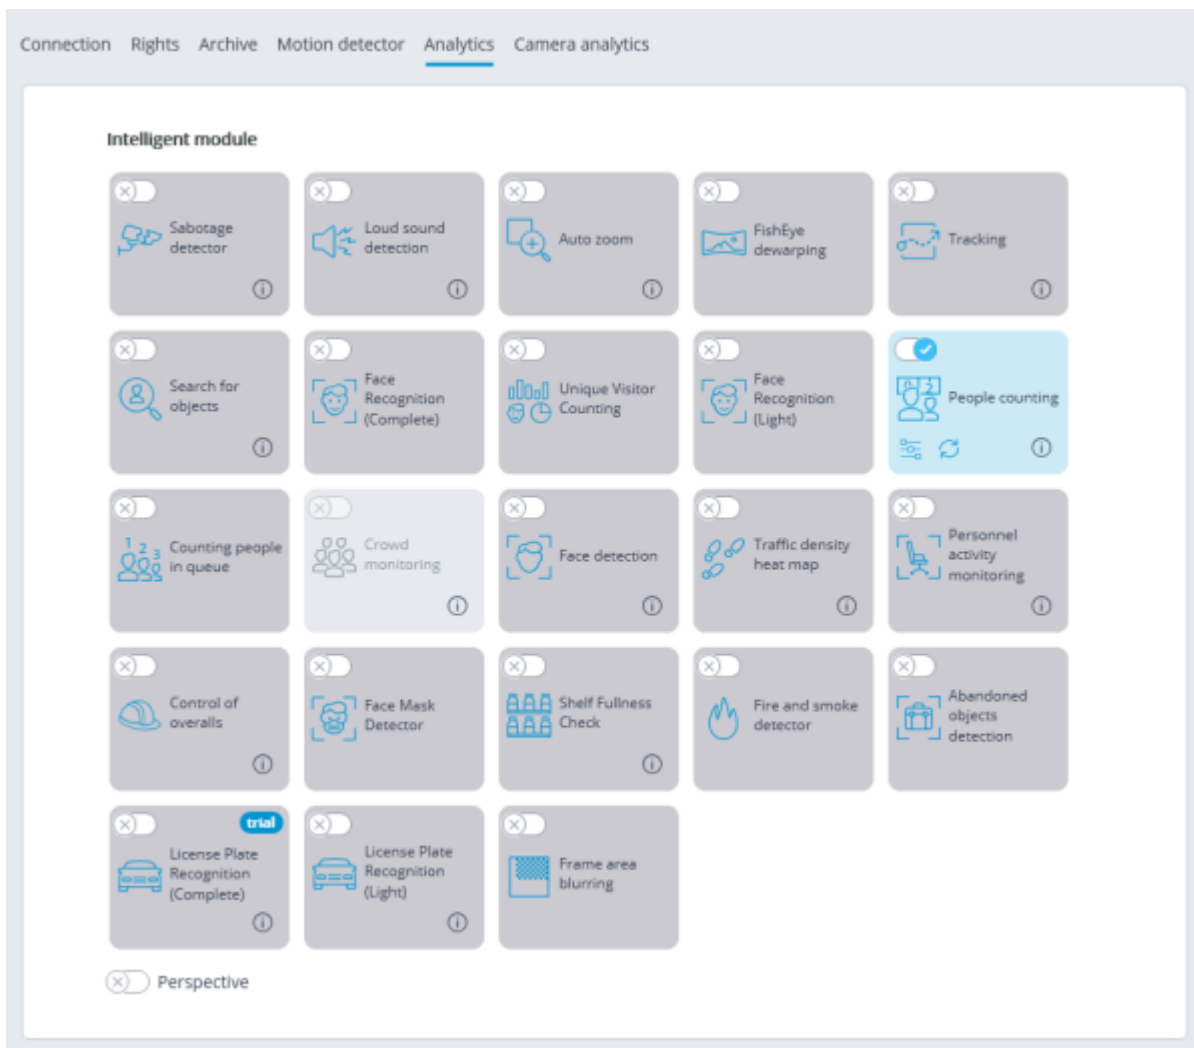 Connection Rights Archive Motion detector Analytics Camera analytics
Intelligent module
Sabotage
detector
Loud sound
detection
Auto zoom
FishEye
dewarping
Tracking
Search for
objects
Face
Recognition
(Complete)
Unique Visitor
Counting
Face
Recognition
(Light)
People counting
Counting people
in queue
Crowd
monitoring
Face detection
Traffic density
heat map
Personnel
activity
monitoring
Control of
overalls
Face Mask
Detector
Shelf Fullness
Check
Fire and smoke
detector
Abandoned
objects
detection
trial
License Plate
Recognition
(Complete)
License Plate
Recognition
(Light)
Frame area
blurring
Perspective